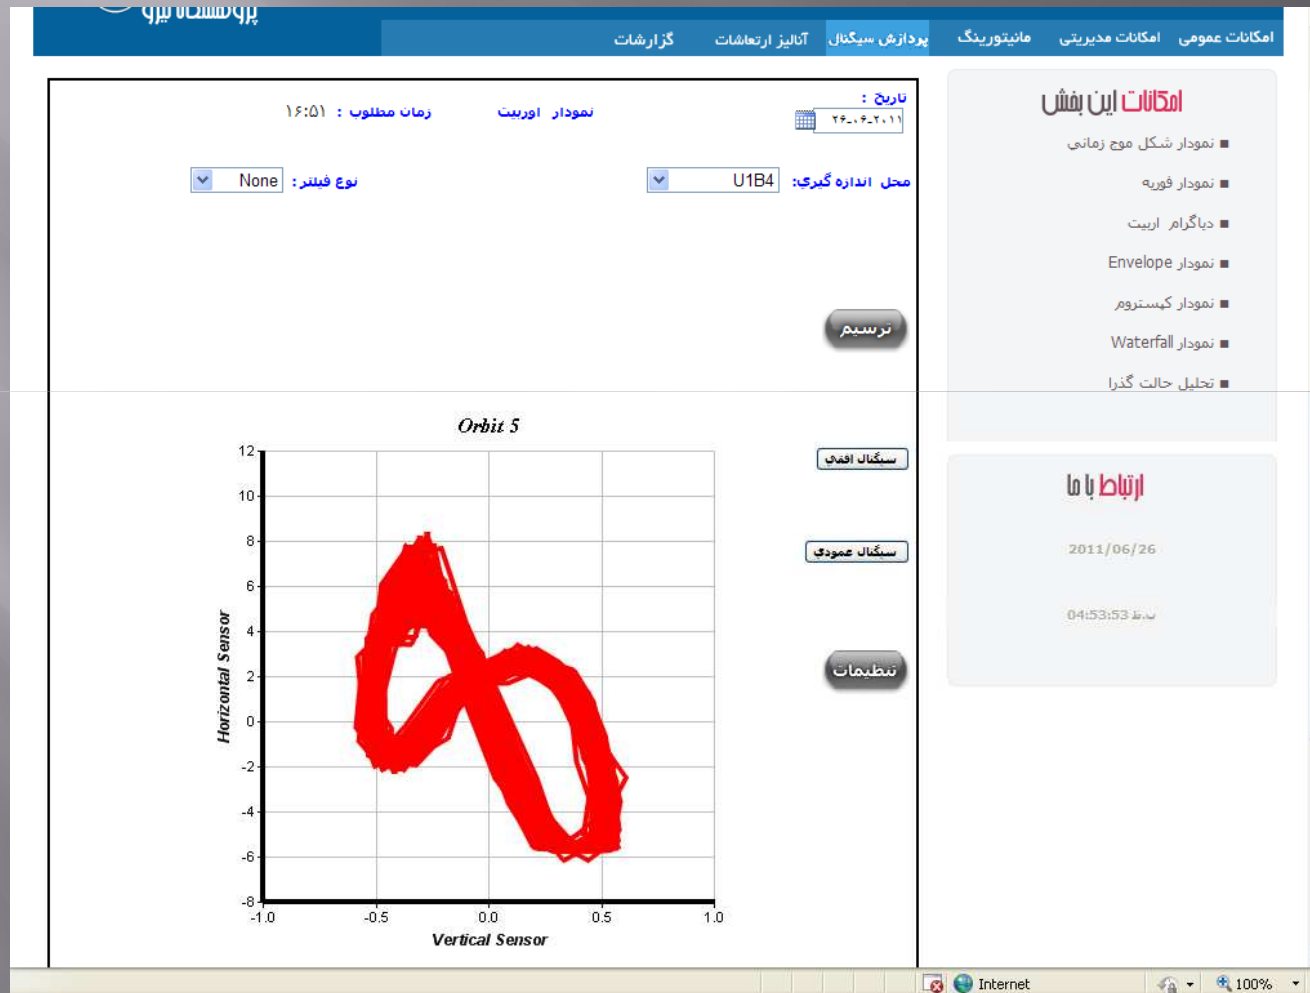 پژوهشگاه نیرو
امکانات عمومی امکانات مدیریتی مانیتورینگ پردازش سیگنال آنالیز ارتعاشات گزارشات
امکانات این بخش
■ نمودار شکل موج زماني
■ نمودار فوریه
■ دیاگرام اربیت
■ نمودار Envelope
■ نمودار کپستروم
■ نمودار Waterfall
■ تحلیل حالت گذرا
ارتباط با ما
2011/06/26
04:53:53 ب.ظ
تاریخ :
۲۶-۰۶-۲۰۱۱
نمودار اوربیت
زمان مطلوب : ۱۶:۵۱
محل اندازه گیري: U1B4
نوع فیلتر : None
ترسیم
سیگنال افقي
سیگنال عمودي
تنظیمات
Orbit 5
12
10
8
6
4
2
0
-2
-4
-6
-8
Horizontal Sensor
-1.0 -0.5 0.0 0.5 1.0
Vertical Sensor
Internet 100%